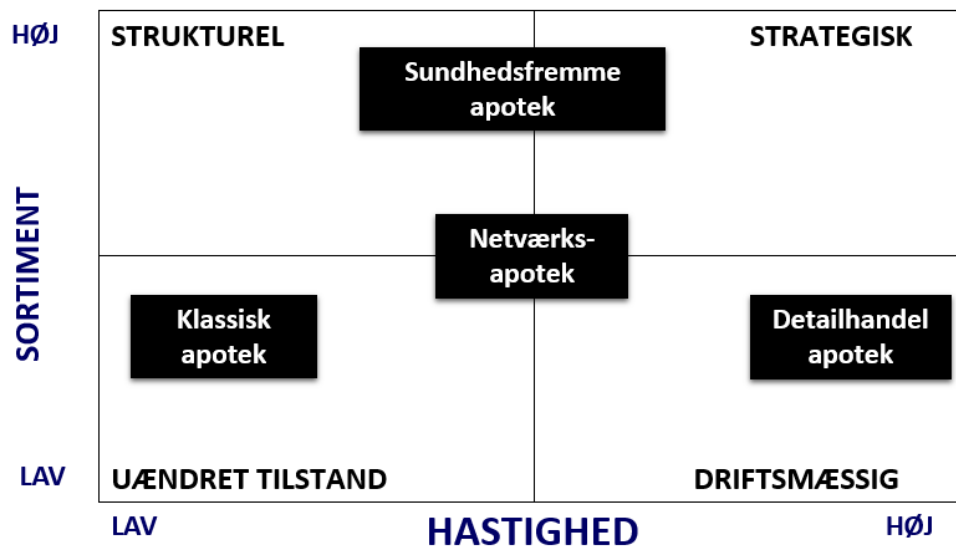 HØJ
STRUKTUREL
STRATEGISK
Sundhedsfremme
apotek
SORTIMENT
Netværks-
apotek
Klassisk
apotek
Detailhandel
apotek
LAV
UÆNDRET TILSTAND
DRIFTSMÆSSIG
LAV
HASTIGHED
HØJ